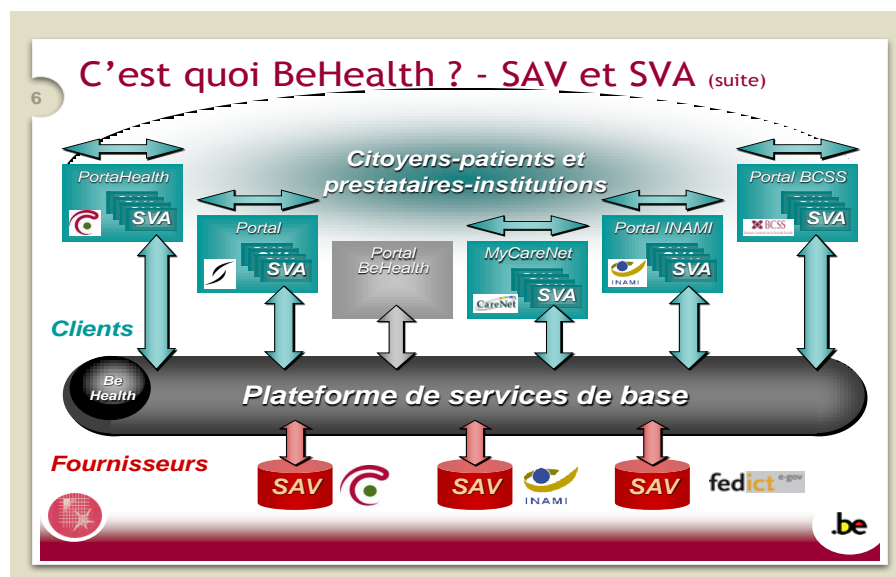 C'est quoi BeHealth ? - SAV et SVA (suite)
6
Citoyens-patients et
prestataires-institutions
PortaHealth
SVA
Portal
SVA
Portal
BeHealth
MyCareNet
CareNet
SVA
Portal INAMI
INAMI
SVA
Portal BCSS
BCSS
SVA
Clients
Be
Health
Plateforme de services de base
Fournisseurs
SAV
SAV
INAMI
SAV
fedict e-gov
.be